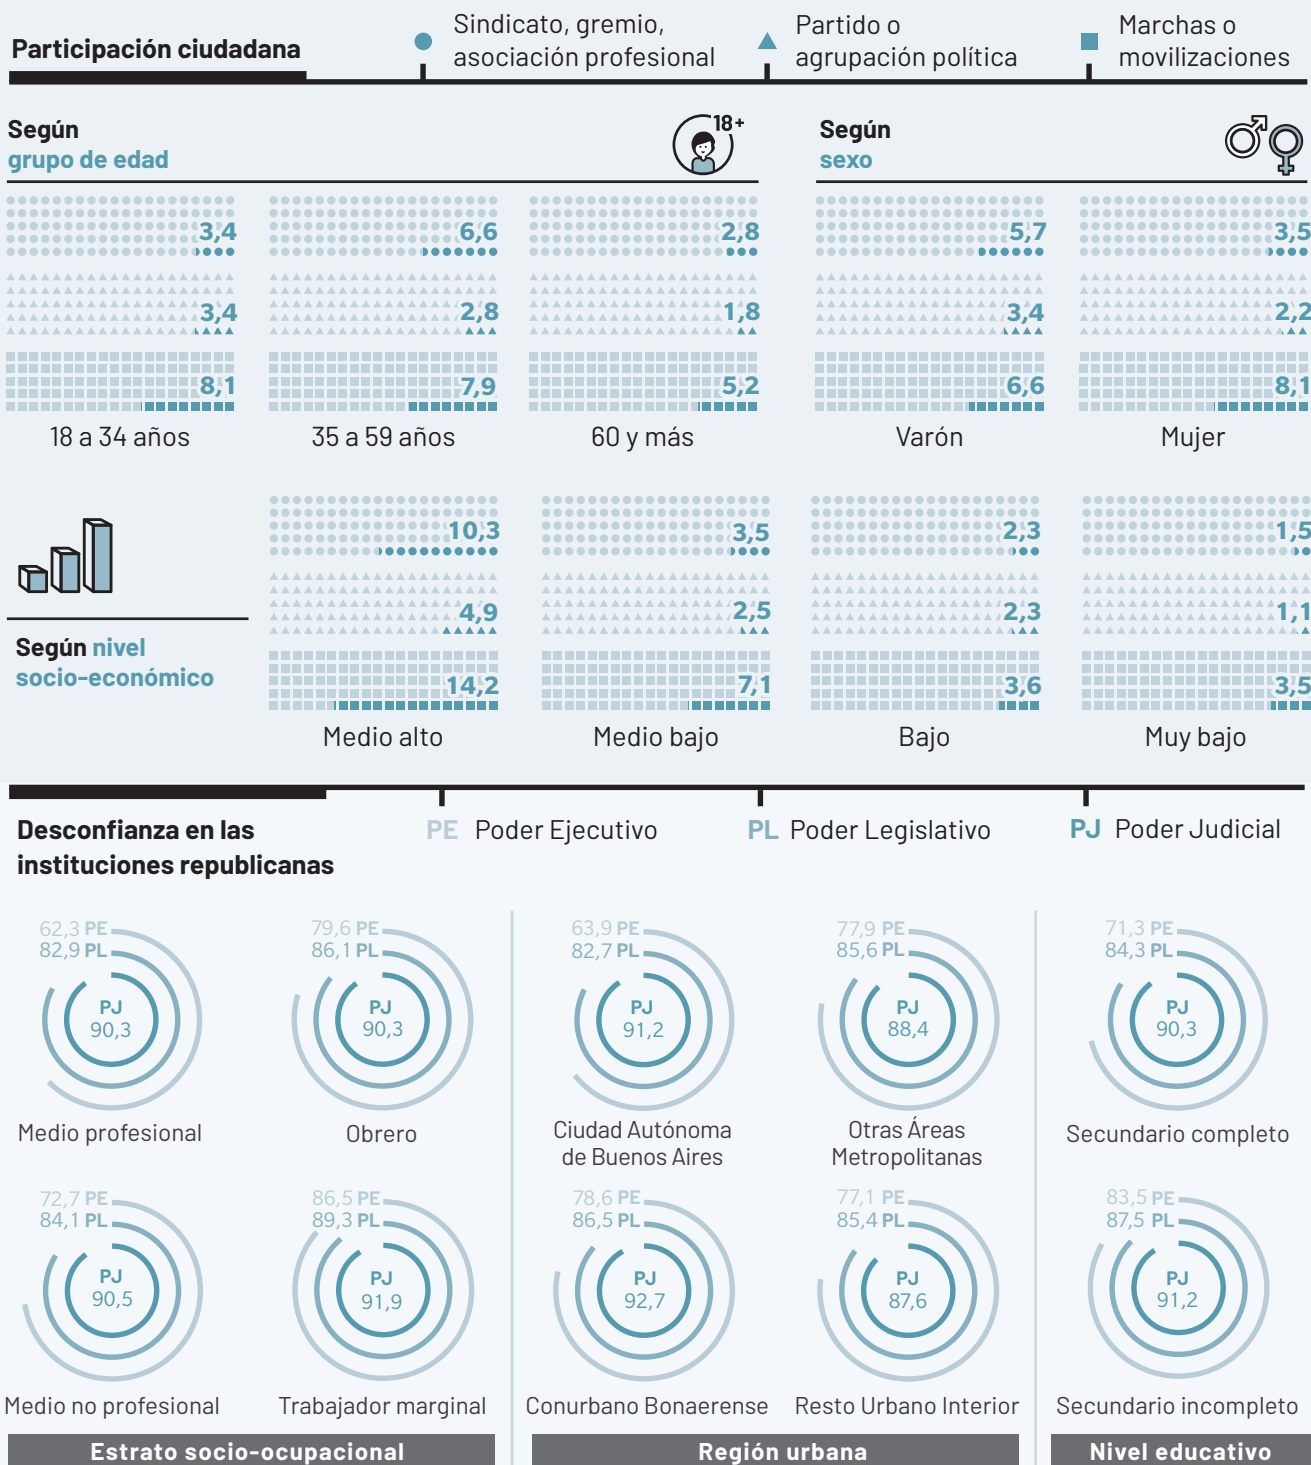 Participación ciudadana
Sindicato, gremio,
asociación profesional
Partido o
agrupación política
Marchas o
movilizaciones
Según
grupo de edad
18+
Según
sexo
3,4
6,6
2,8
5,7
3,5
3,4
2,8
1,8
3,4
2,2
8,1
7,9
5,2
6,6
8,1
18 a 34 años
35 a 59 años
60 y más
Varón
Mujer
Según nivel
socio-económico
10,3
3,5
2,3
1,5
4,9
2,5
2,3
1,1
14,2
7,1
3,6
3,5
Medio alto
Medio bajo
Bajo
Muy bajo
Desconfianza en las
instituciones republicanas
PE Poder Ejecutivo
PL Poder Legislativo
PJ Poder Judicial
62,3 PE
82,9 PL
PJ
90,3
Medio profesional
79,6 PE
86,1 PL
PJ
90,3
Obrero
63,9 PE
82,7 PL
PJ
91,2
Ciudad Autónoma
de Buenos Aires
77,9 PE
85,6 PL
PJ
88,4
Otras Áreas
Metropolitanas
71,3 PE
84,3 PL
PJ
90,3
Secundario completo
72,7 PE
84,1 PL
PJ
90,5
Medio no profesional
86,5 PE
89,3 PL
PJ
91,9
Trabajador marginal
78,6 PE
86,5 PL
PJ
92,7
Conurbano Bonaerense
77,1 PE
85,4 PL
PJ
87,6
Resto Urbano Interior
83,5 PE
87,5 PL
PJ
91,2
Secundario incompleto
Estrato socio-ocupacional
Región urbana
Nivel educativo